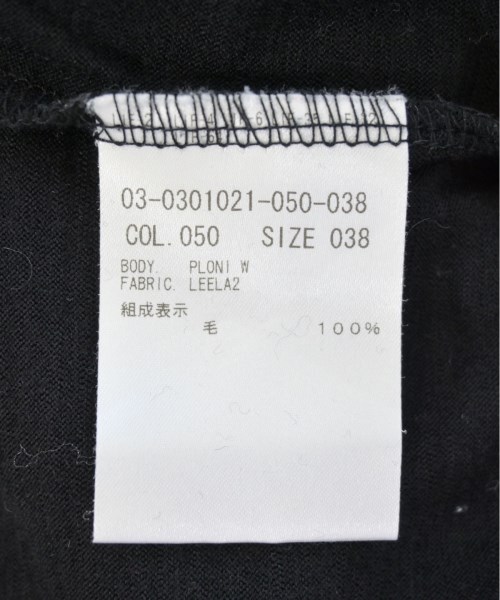 03-0301021-050-038
COL.050 SIZE 038
BODY. PLONI W
FABRIC. LEELA2
組成表示
毛 100%